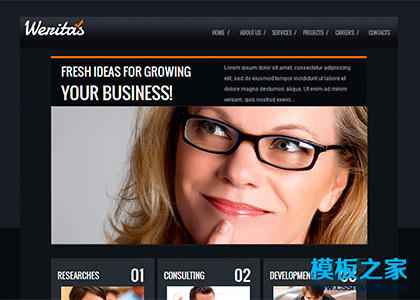 Weritas
HOME / ABOUT US / SERVICES / PROJECTS / CAREERS / CONTACTS
FRESH IDEAS FOR GROWING
YOUR BUSINESS!
Lorem ipsum dolor sit amet, consectetur adipisicing
elit, sed do eiusmod tempor incididunt ut labore et
dolore magna dsetumos aliqua. Ut enim ad minim
veniam, quis nostrud exerci...
RESEARCHES 01
CONSULTING 02
DEVELOPMENT
模板之家